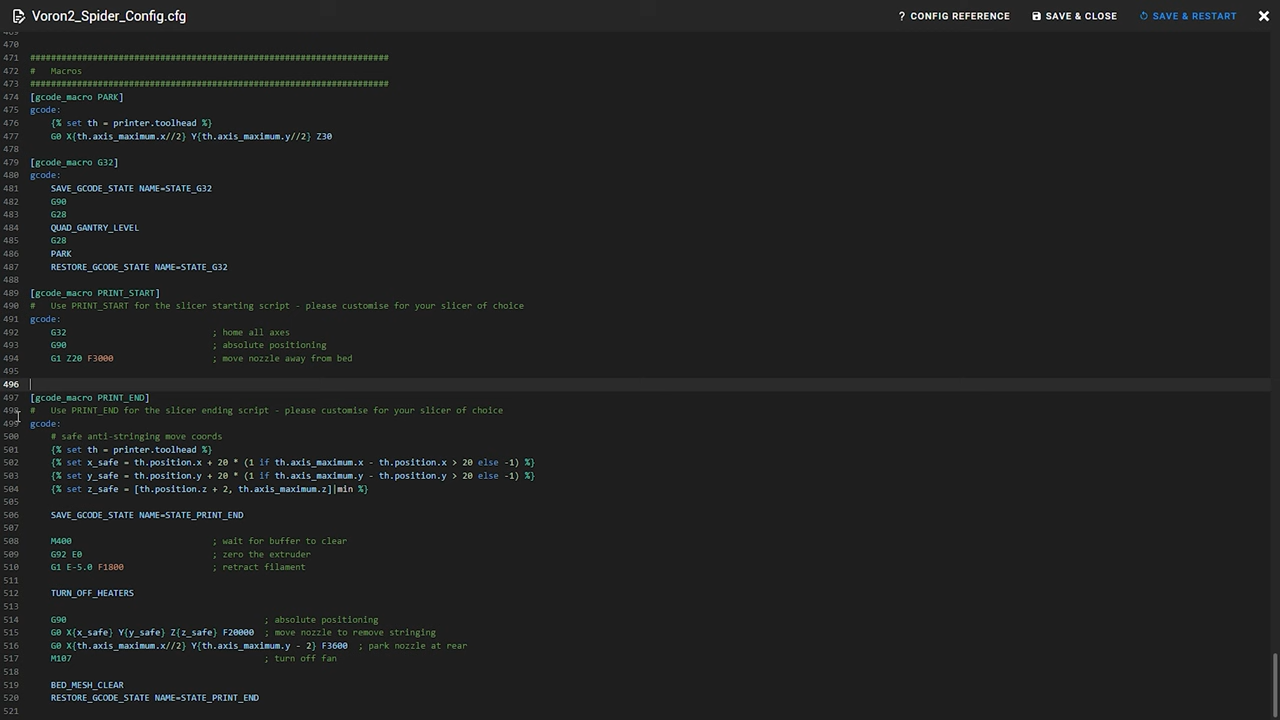 Voron2_Spider_Config.cfg
? CONFIG REFERENCE SAVE & CLOSE SAVE & RESTART
469
470
471 #####################################################################
472 #   Macros
473 #####################################################################
474 [gcode_macro PARK]
475 gcode:
476     {% set th = printer.toolhead %}
477     G0 X{th.axis_maximum.x//2} Y{th.axis_maximum.y//2} Z30
478
479 [gcode_macro G32]
480 gcode:
481     SAVE_GCODE_STATE NAME=STATE_G32
482     G90
483     G28
484     QUAD_GANTRY_LEVEL
485     G28
486     PARK
487     RESTORE_GCODE_STATE NAME=STATE_G32
488
489 [gcode_macro PRINT_START]
490 #   Use PRINT_START for the slicer starting script - please customise for your slicer of choice
491 gcode:
492     G32                            ; home all axes
493     G90                            ; absolute positioning
494     G1 Z20 F3000                   ; move nozzle away from bed
495
496
497 [gcode_macro PRINT_END]
498 #   Use PRINT_END for the slicer ending script - please customise for your slicer of choice
499 gcode:
500     # safe anti-stringing move coords
501     {% set th = printer.toolhead %}
502     {% set x_safe = th.position.x + 20 * (1 if th.axis_maximum.x - th.position.x > 20 else -1) %}
503     {% set y_safe = th.position.y + 20 * (1 if th.axis_maximum.y - th.position.y > 20 else -1) %}
504     {% set z_safe = [th.position.z + 2, th.axis_maximum.z]|min %}
505
506     SAVE_GCODE_STATE NAME=STATE_PRINT_END
507
508     M400                           ; wait for buffer to clear
509     G92 E0                         ; zero the extruder
510     G1 E-5.0 F1800                 ; retract filament
511
512     TURN_OFF_HEATERS
513
514     G90                                      ; absolute positioning
515     G0 X{x_safe} Y{y_safe} Z{z_safe} F20000  ; move nozzle to remove stringing
516     G0 X{th.axis_maximum.x//2} Y{th.axis_maximum.y - 2} F3600  ; park nozzle at rear
517     M107                                     ; turn off fan
518
519     BED_MESH_CLEAR
520     RESTORE_GCODE_STATE NAME=STATE_PRINT_END
521